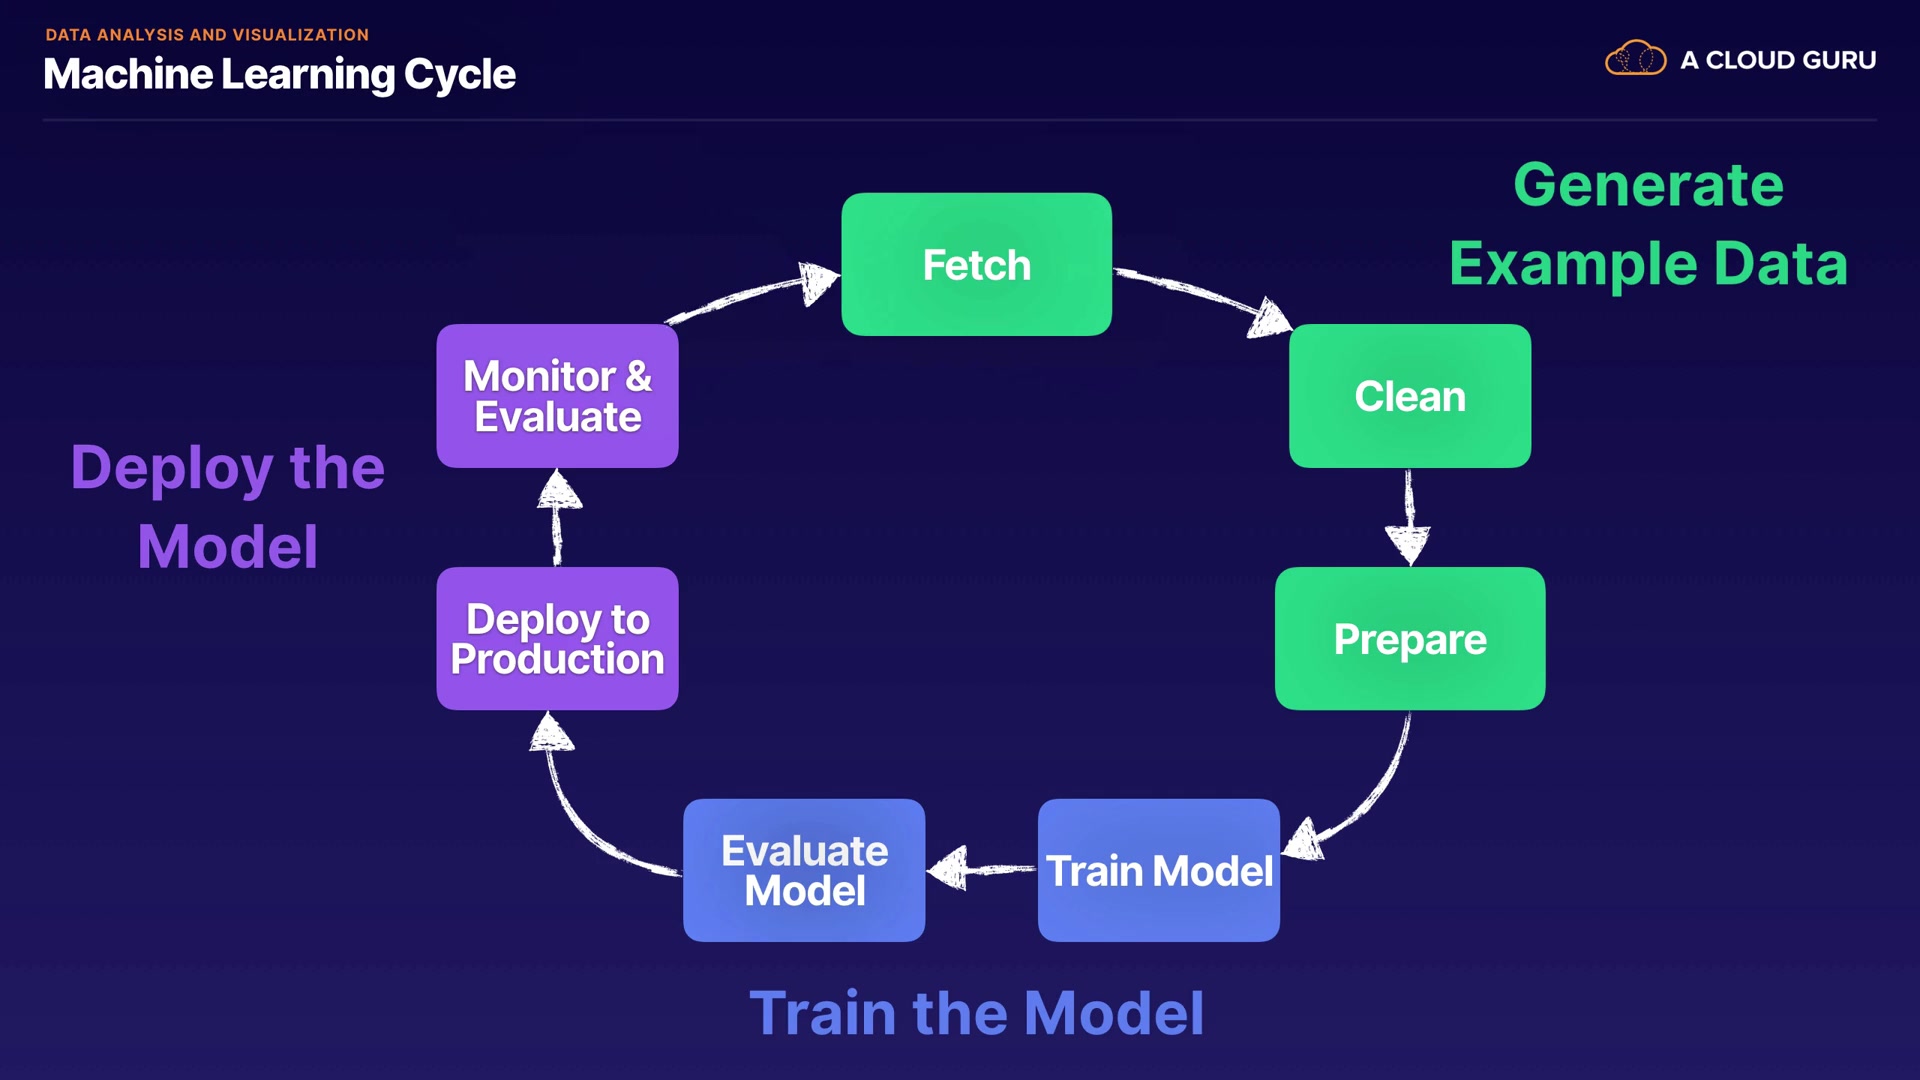 DATA ANALYSIS AND VISUALIZATION
Machine Learning Cycle
A CLOUD GURU
Generate
Example Data
Fetch
Clean
Prepare
Train Model
Evaluate
Model
Train the Model
Deploy to
Production
Monitor &
Evaluate
Deploy the
Model